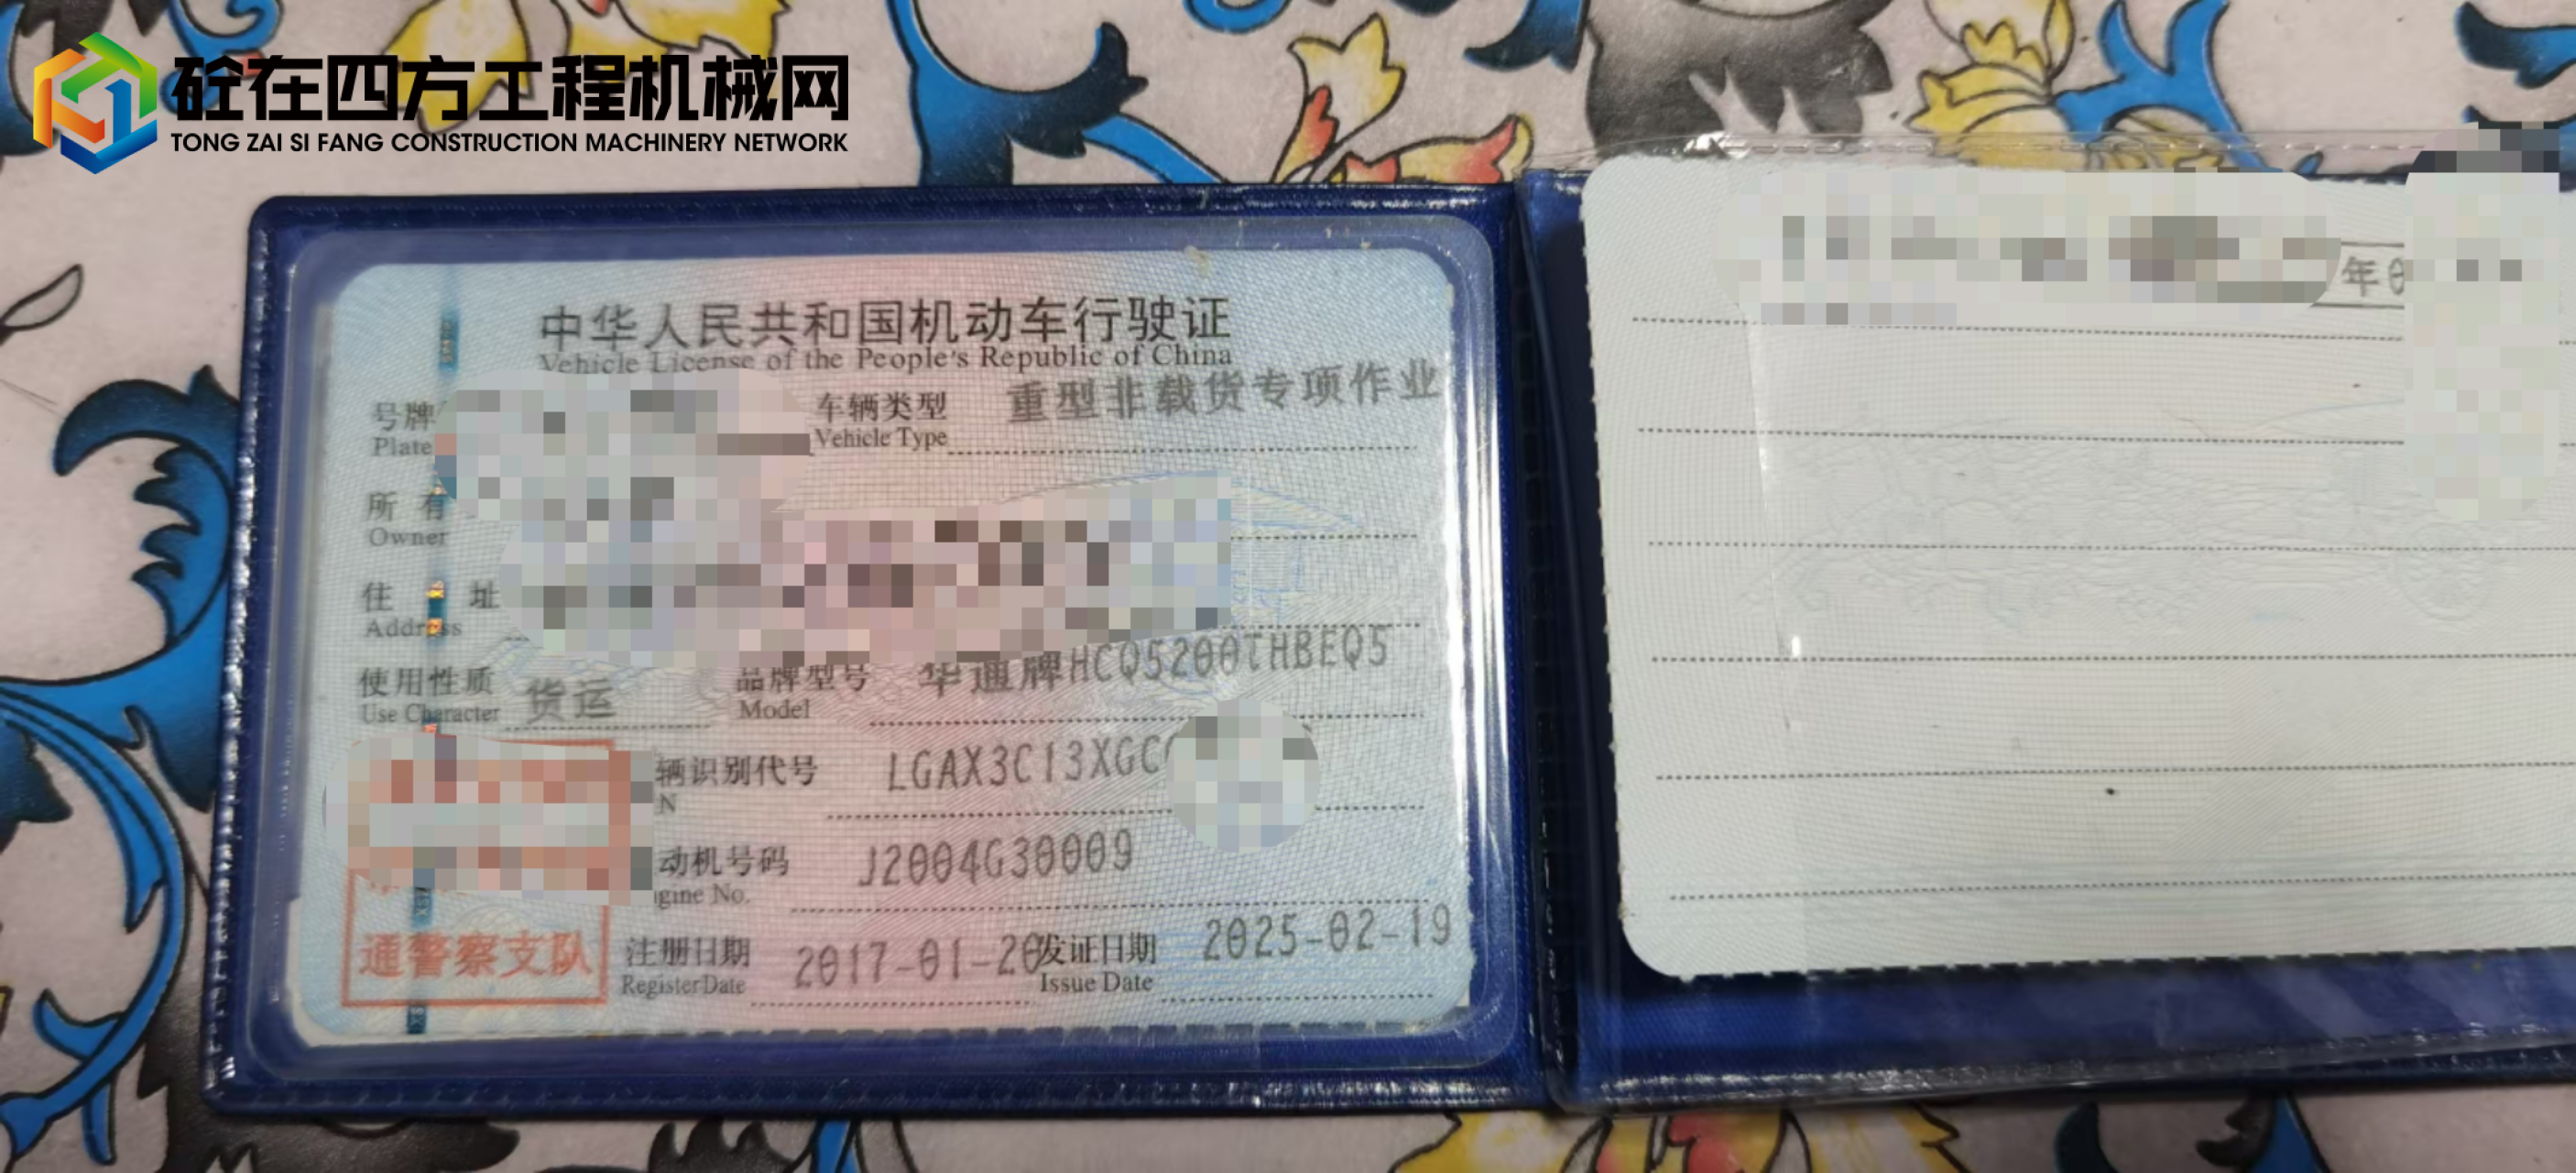 砼在四方工程机械网
TONG ZAI SI FANG CONSTRUCTION MACHINERY NETWORK
中华人民共和国机动车行驶证
Vehicle License of the People's Republic of China
号牌 车辆类型 重型非载货专项作业
Plate Vehicle Type
所有
Owner
住址
Address
使用性质 货运 品牌型号 华通牌HCQ5200THBEQ5
Use Character Model
辆识别代号 LGAX3C13XGC
N
动机号码 J2004G30009
gine No.
通警察支队
注册日期 2017-01-20 发证日期 2025-02-19
Register Date Issue Date
年0